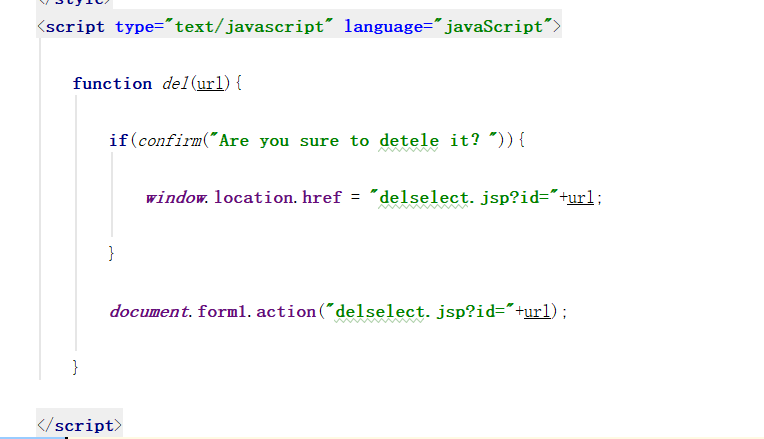 </style>
<script type="text/javascript" language="javaScript">
function del(url){
if(confirm("Are you sure to detele it? ")){
window.location.href = "delselect.jsp?id="+url;
}
document.form1.action("delselect.jsp?id="+url);
}
</script>